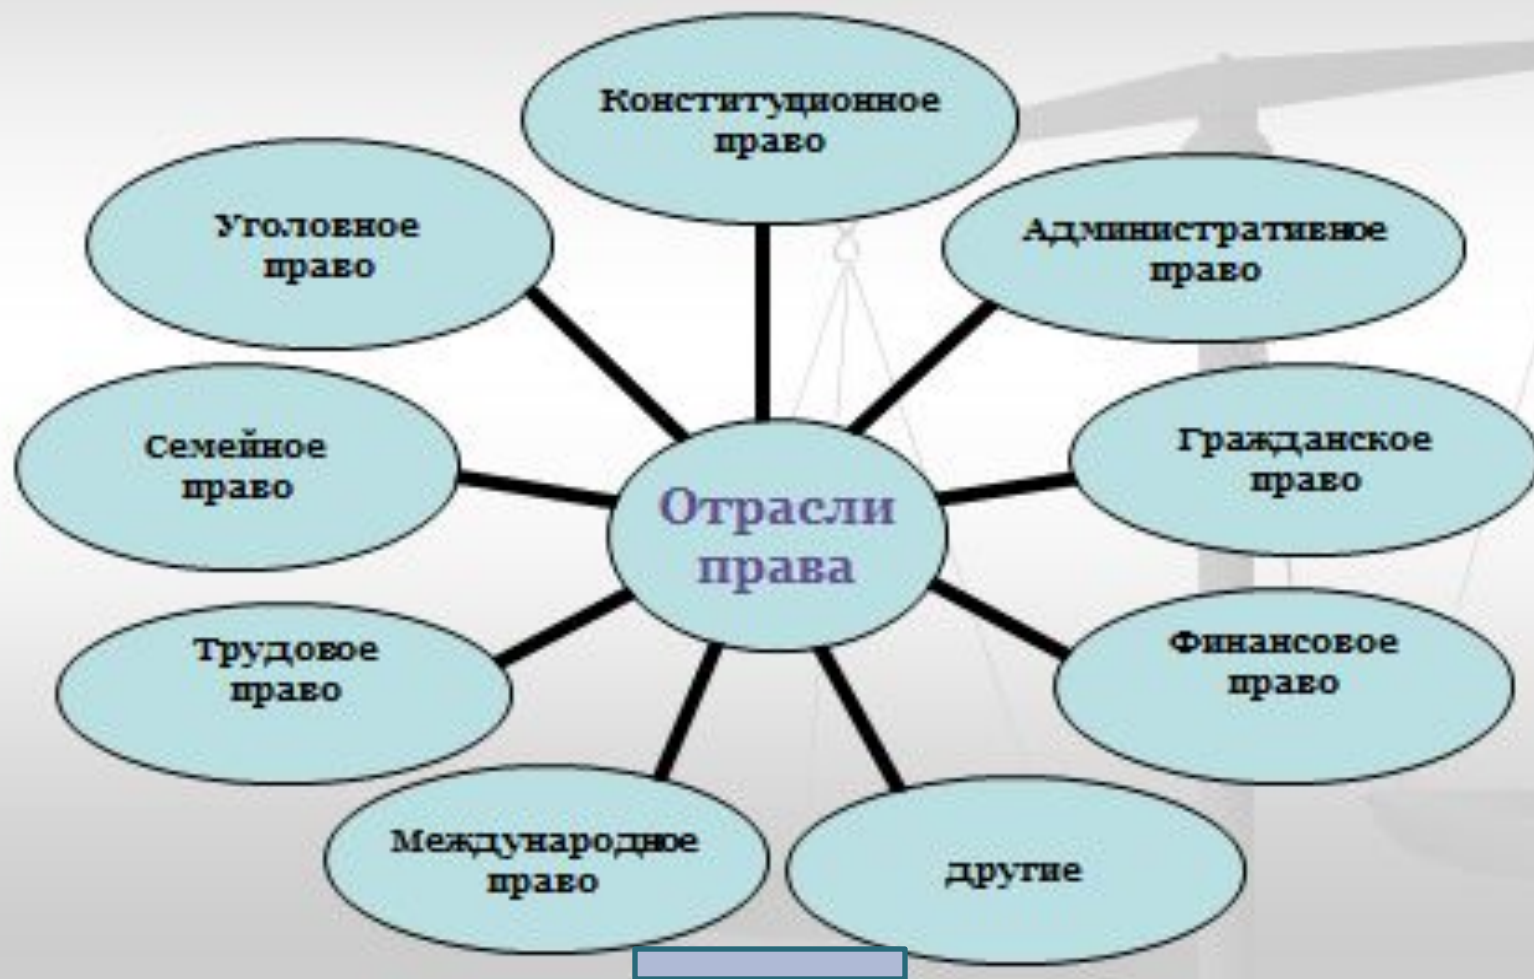 Конституционное
право
Уголовное
право
Административное
право
Семейное
право
Гражданское
право
Отрасли
права
Трудовое
право
Финансовое
право
Международное
право
другие